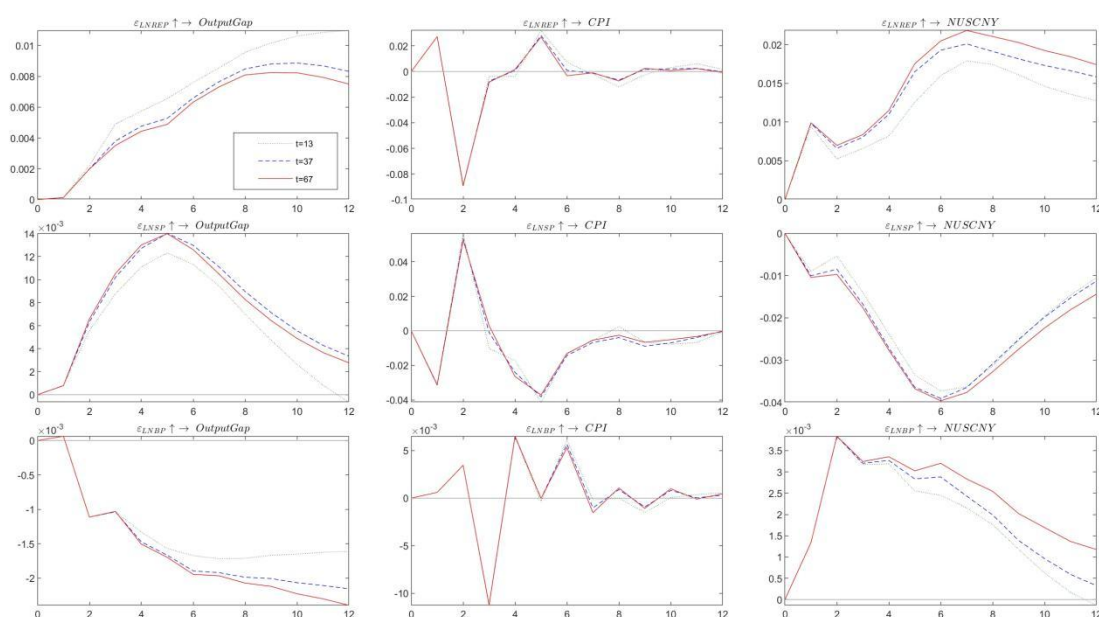 ε_LNREP ↑→ OutputGap
0.01
0.008
0.006
0.004
0.002
0
t=13
t=37
t=67
0 2 4 6 8 10 12
ε_LNREP ↑→ CPI
0.02
0
-0.02
-0.04
-0.06
-0.08
-0.1
0 2 4 6 8 10 12
ε_LNREP ↑→ NUSCNY
0.02
0.015
0.01
0.005
0
0 2 4 6 8 10 12
×10⁻³
ε_LNSP ↑→ OutputGap
14
12
10
8
6
4
2
0
0 2 4 6 8 10 12
ε_LNSP ↑→ CPI
0.04
0.02
0
-0.02
-0.04
0 2 4 6 8 10 12
ε_LNSP ↑→ NUSCNY
0
-0.01
-0.02
-0.03
-0.04
0 2 4 6 8 10 12
×10⁻³
ε_LNBP ↑→ OutputGap
0
-0.5
-1
-1.5
-2
0 2 4 6 8 10 12
×10⁻³
ε_LNBP ↑→ CPI
5
0
-5
-10
0 2 4 6 8 10 12
×10⁻³
ε_LNBP ↑→ NUSCNY
3.5
3
2.5
2
1.5
1
0.5
0
0 2 4 6 8 10 12